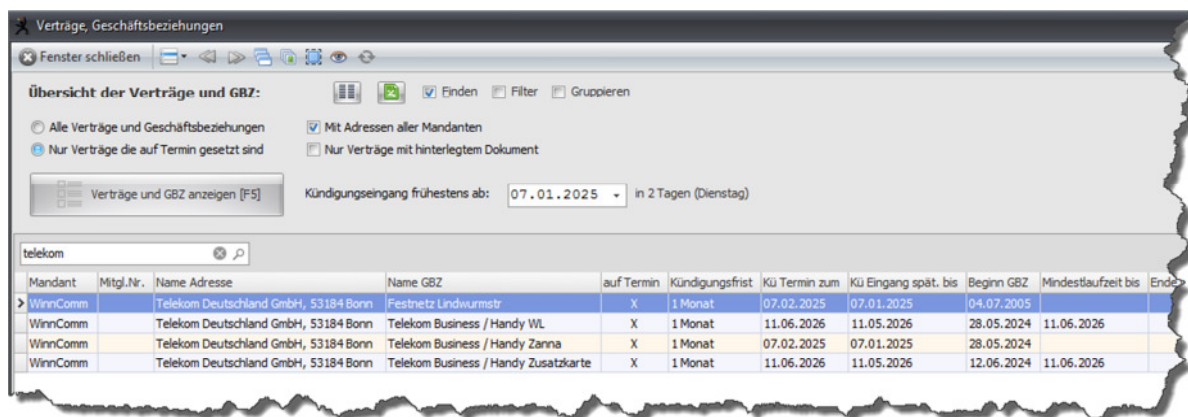 Verträge, Geschäftsbeziehungen
Fenster schließen
Übersicht der Verträge und GBZ: Finden Filter Gruppieren
Alle Verträge und Geschäftsbeziehungen Mit Adressen aller Mandanten
Nur Verträge die auf Termin gesetzt sind Nur Verträge mit hinterlegtem Dokument
Verträge und GBZ anzeigen [F5] Kündigungseingang frühestens ab: 07.01.2025 in 2 Tagen (Dienstag)
telekom
Mandant Mitgl.Nr. Name Adresse Name GBZ auf Termin Kündigungsfrist Kü Termin zum Kü Eingang spät. bis Beginn GBZ Mindestlaufzeit bis Ende
WinnComm Telekom Deutschland GmbH, 53184 Bonn Festnetz Lindwurmstr X 1 Monat 07.02.2025 07.01.2025 04.07.2005
WinnComm Telekom Deutschland GmbH, 53184 Bonn Telekom Business / Handy WL X 1 Monat 11.06.2026 11.05.2026 28.05.2024 11.06.2026
WinnComm Telekom Deutschland GmbH, 53184 Bonn Telekom Business / Handy Zanna X 1 Monat 07.02.2025 07.01.2025 28.05.2024
WinnComm Telekom Deutschland GmbH, 53184 Bonn Telekom Business / Handy Zusatzkarte X 1 Monat 11.06.2026 11.05.2026 12.06.2024 11.06.2026